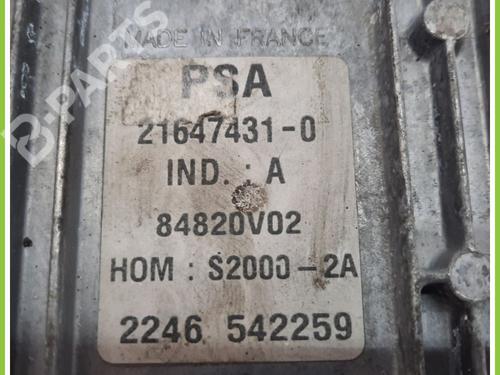 MADE IN FRANCE
PSA
21647431-0
IND. : A
84820V02
HOM : S2000-2A
2246 542259
B-PARTS